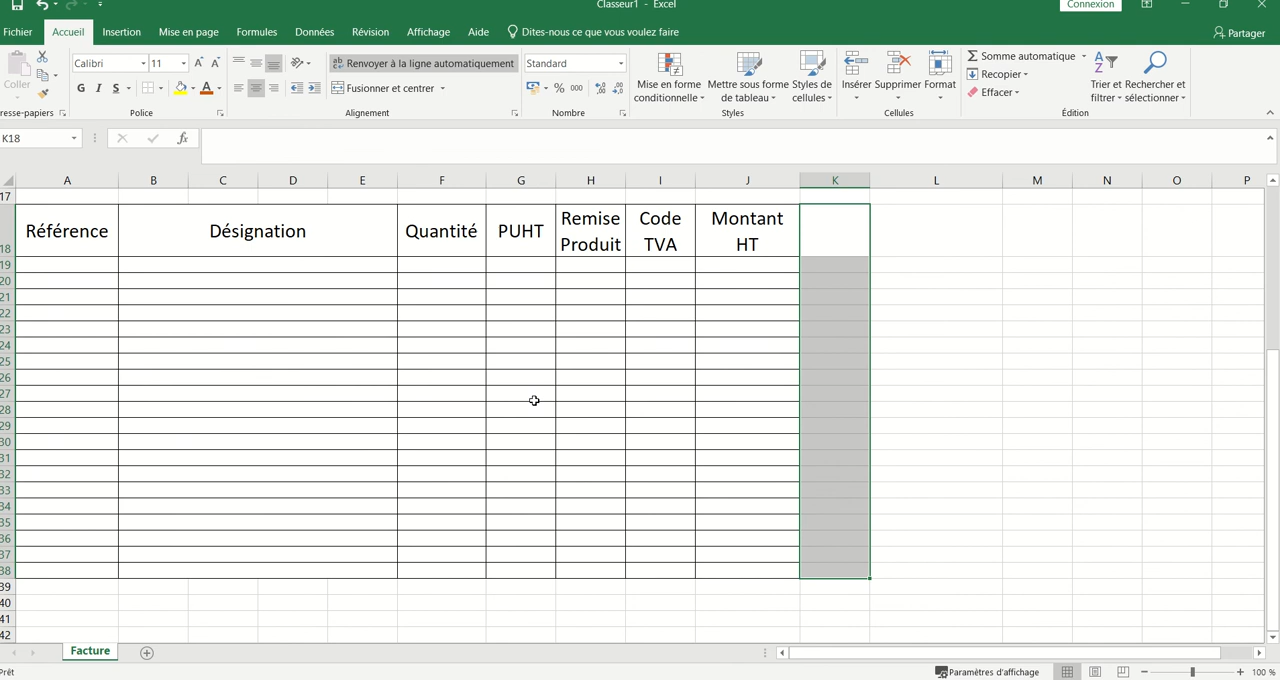 Classeur1 - Excel
Connexion
Fichier Accueil Insertion Mise en page Formules Données Révision Affichage Aide Dites-nous ce que vous voulez faire Partager
Coller
Calibri 11
G I S
Renvoyer à la ligne automatiquement
Fusionner et centrer
Standard
% 000
Mise en forme conditionnelle
Mettre sous forme de tableau
Styles de cellules
Insérer Supprimer Format
Somme automatique
Recopier
Effacer
Trier et filtrer
Rechercher et sélectionner
resse-papiers Police Alignement Nombre Styles Cellules Édition
K18 fx
A B C D E F G H I J K L M N O P
17
18 Référence Désignation Quantité PUHT Remise Produit Code TVA Montant HT
19
20
21
22
23
24
25
26
27
28
29
30
31
32
33
34
35
36
37
38
39
40
41
42
Facture
Prêt Paramètres d'affichage 100 %